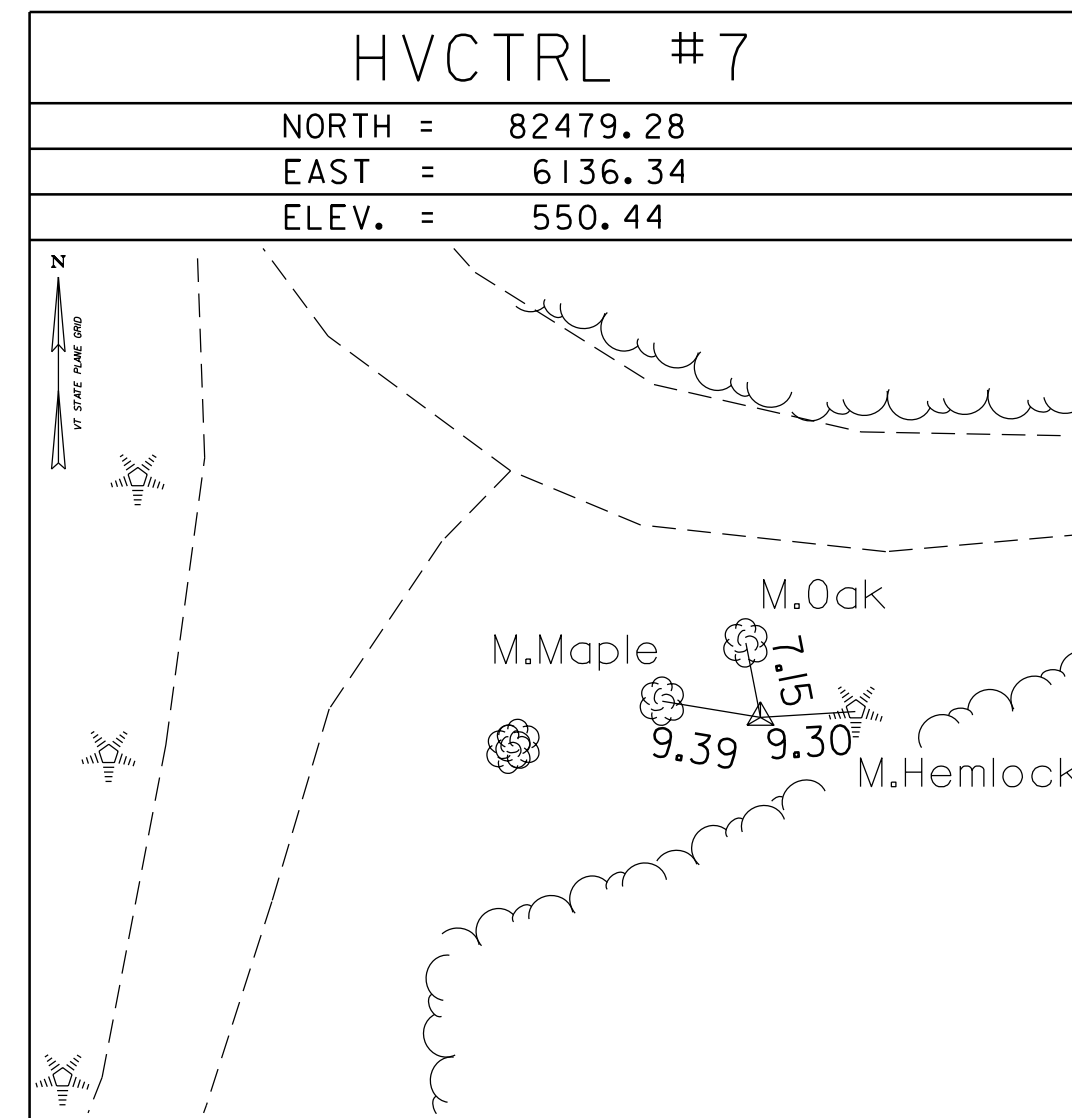 HVCTRL #7
NORTH = 82479.28
EAST = 6136.34
ELEV. = 550.44
N
VT STATE PLANE GRID
M.Oak
M.Maple
7.15
9.39
9.30
M.Hemlock